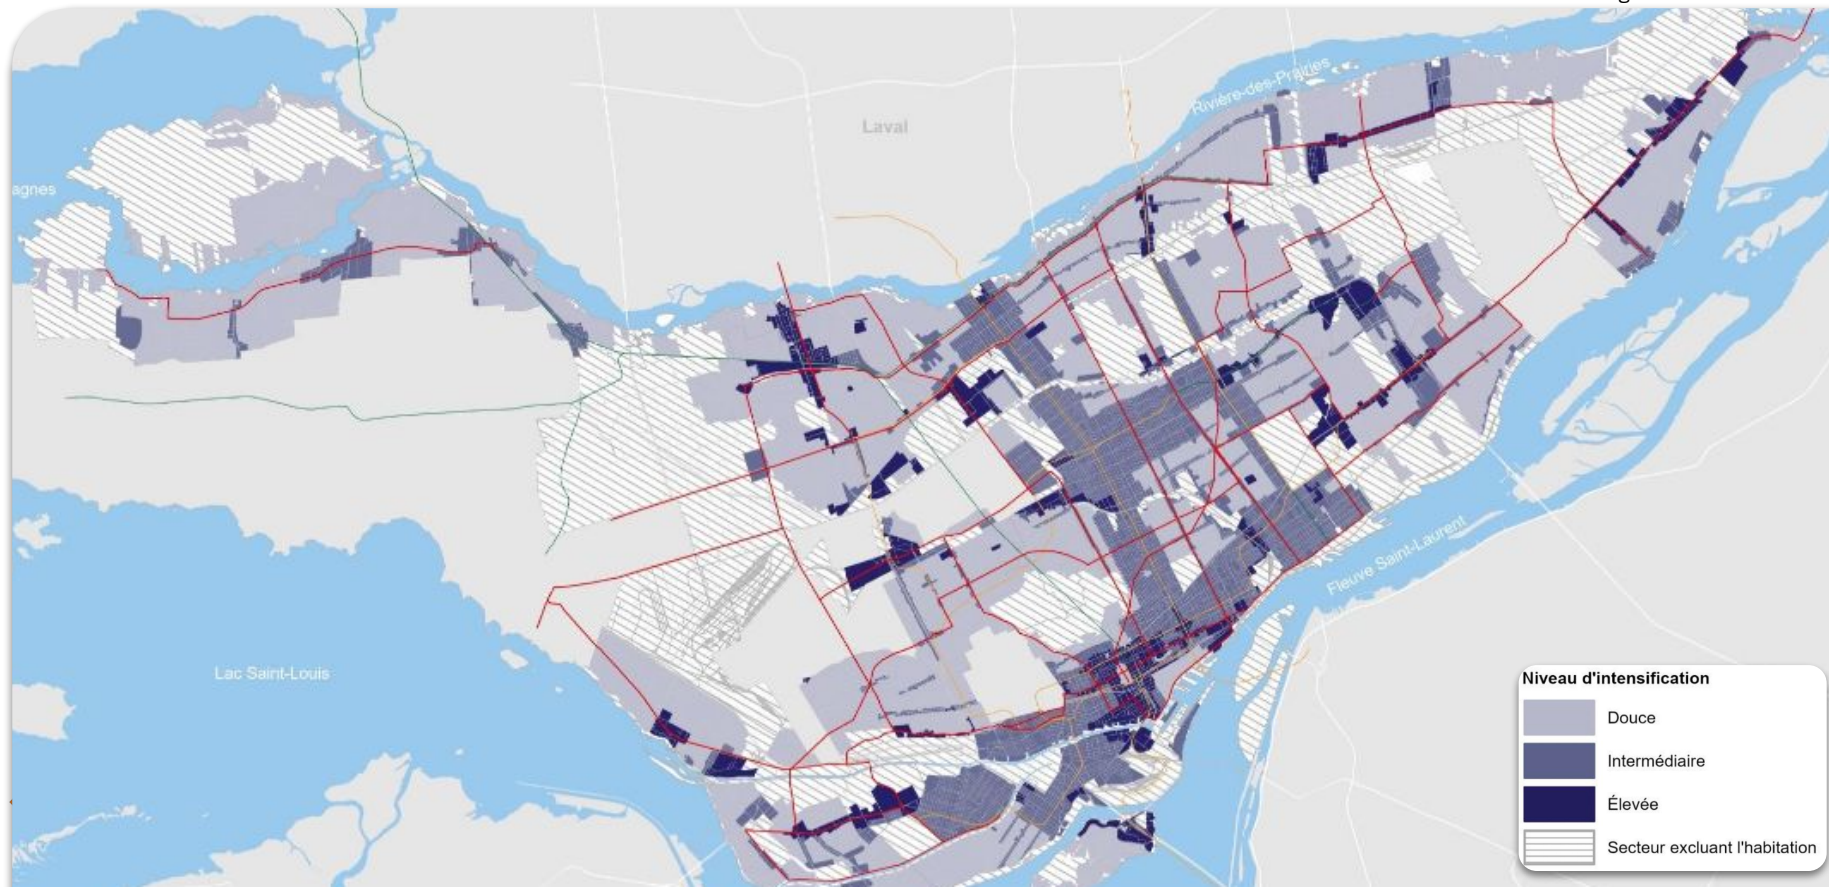 Rivière-des-Prairies
Laval
agnes
Fleuve Saint-Laurent
Lac Saint-Louis
Niveau d'intensification
Douce
Intermédiaire
Élevée
Secteur excluant l'habitation